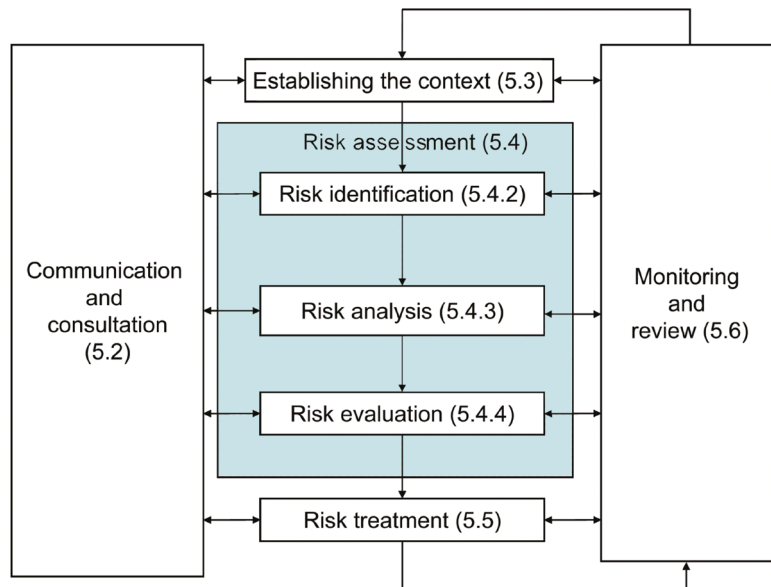 Establishing the context (5.3)
Risk assessment (5.4)
Risk identification (5.4.2)
Communication
and
consultation
(5.2)
Risk analysis (5.4.3)
Monitoring
and
review (5.6)
Risk evaluation (5.4.4)
Risk treatment (5.5)